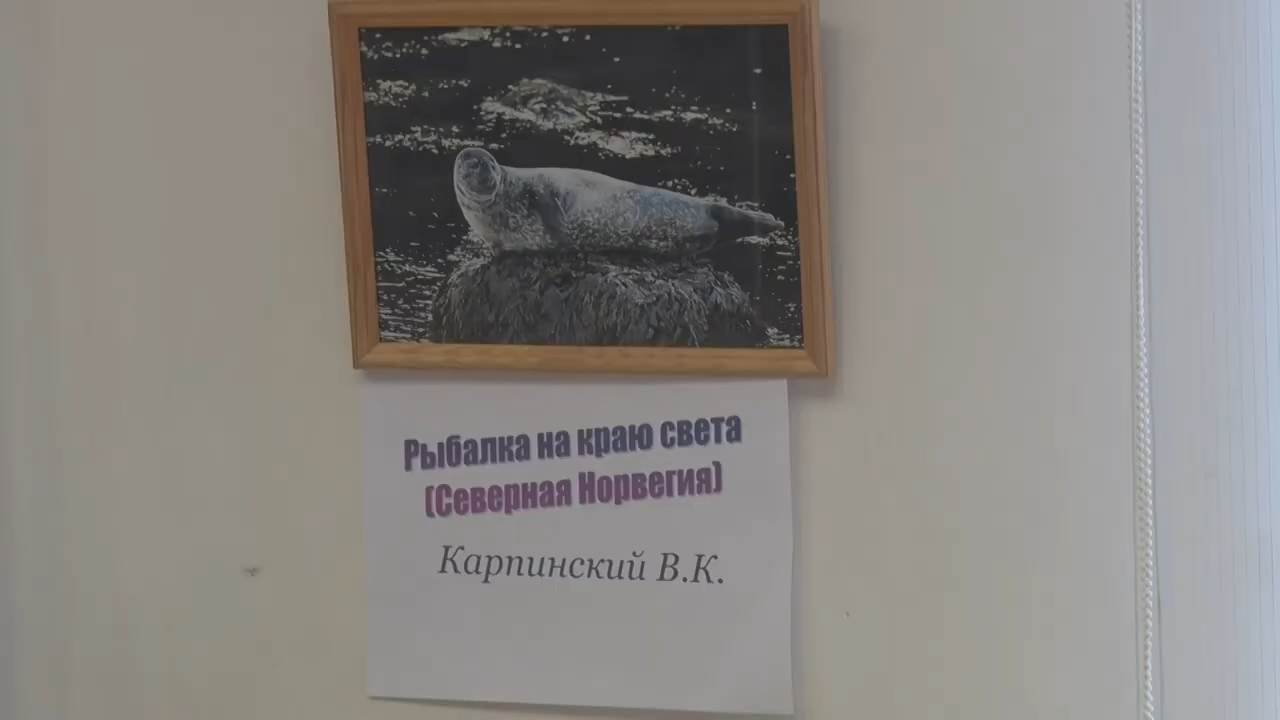 Рыбалка на краю света
(Северная Норвегия)
Карпинский В.К.